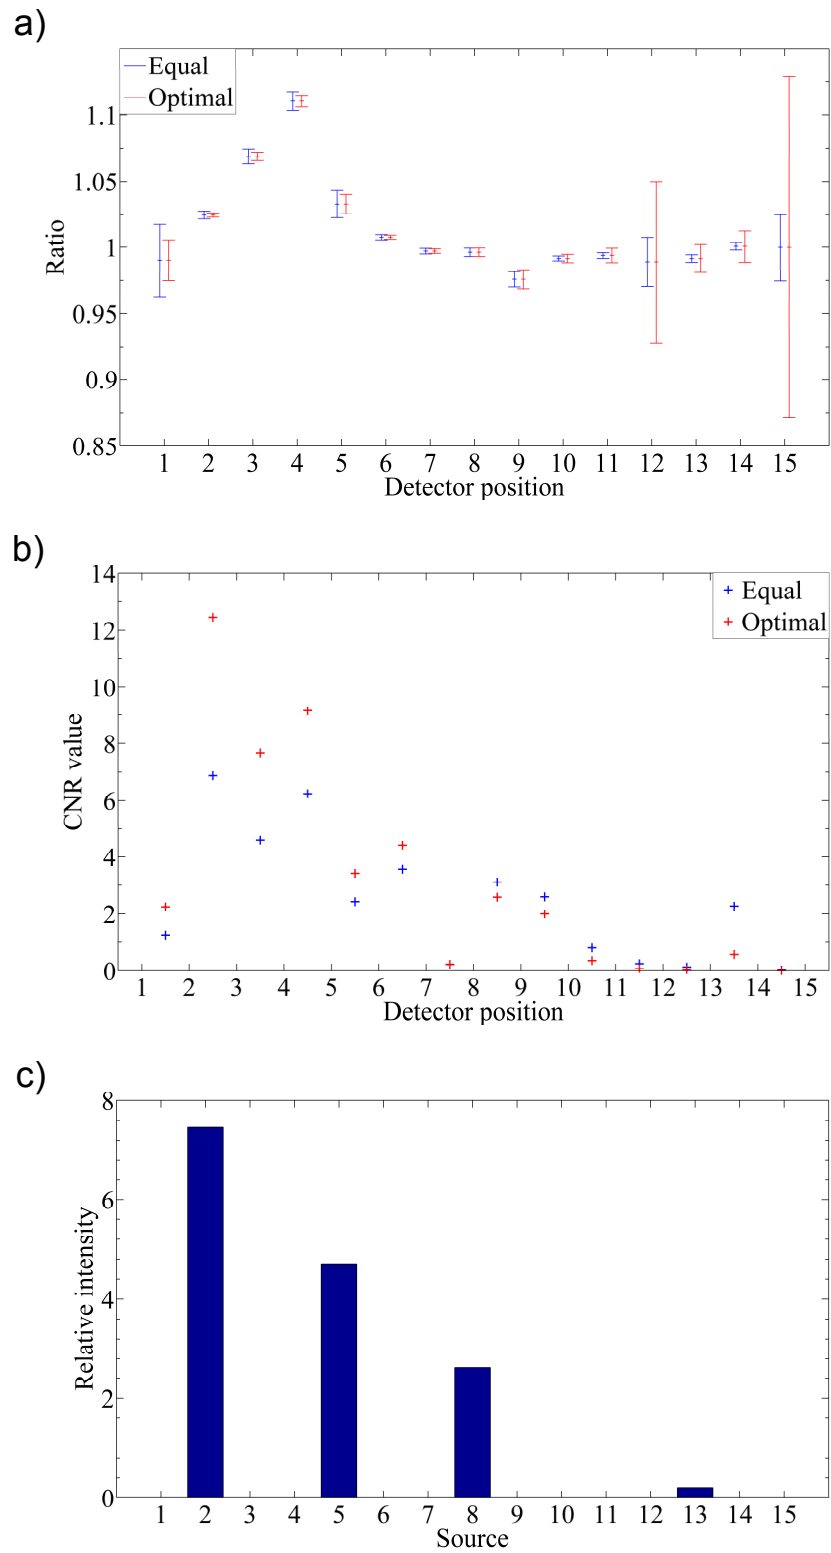 a)
Equal
Optimal
1.1
1.05
1
0.95
0.9
0.85
Ratio
1 2 3 4 5 6 7 8 9 10 11 12 13 14 15
Detector position
b)
Equal
Optimal
14
12
10
8
6
4
2
0
CNR value
1 2 3 4 5 6 7 8 9 10 11 12 13 14 15
Detector position
c)
8
6
4
2
0
Relative intensity
1 2 3 4 5 6 7 8 9 10 11 12 13 14 15
Source